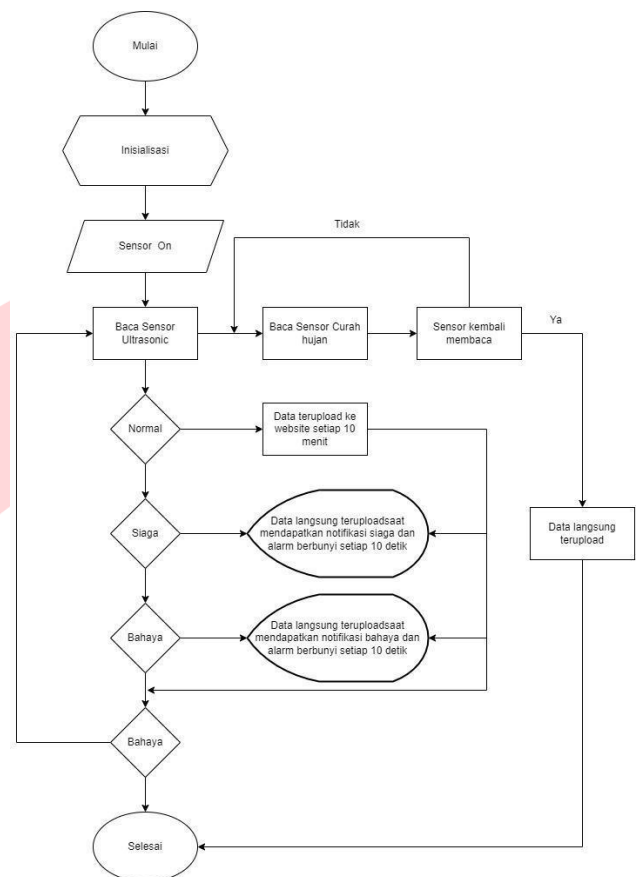 Mulai
Inisialisasi
Sensor On
Tidak
Baca Sensor
Ultrasonic
Baca Sensor Curah
hujan
Sensor kembali
membaca
Ya
Normal
Data terupload ke
website setiap 10
menit
Siaga
Data langsung teruploadsaat
mendapatkan notifikasi siaga dan
alarm berbunyi setiap 10 detik
Data langsung
terupload
Bahaya
Data langsung teruploadsaat
mendapatkan notifikasi bahaya dan
alarm berbunyi setiap 10 detik
Bahaya
Selesai